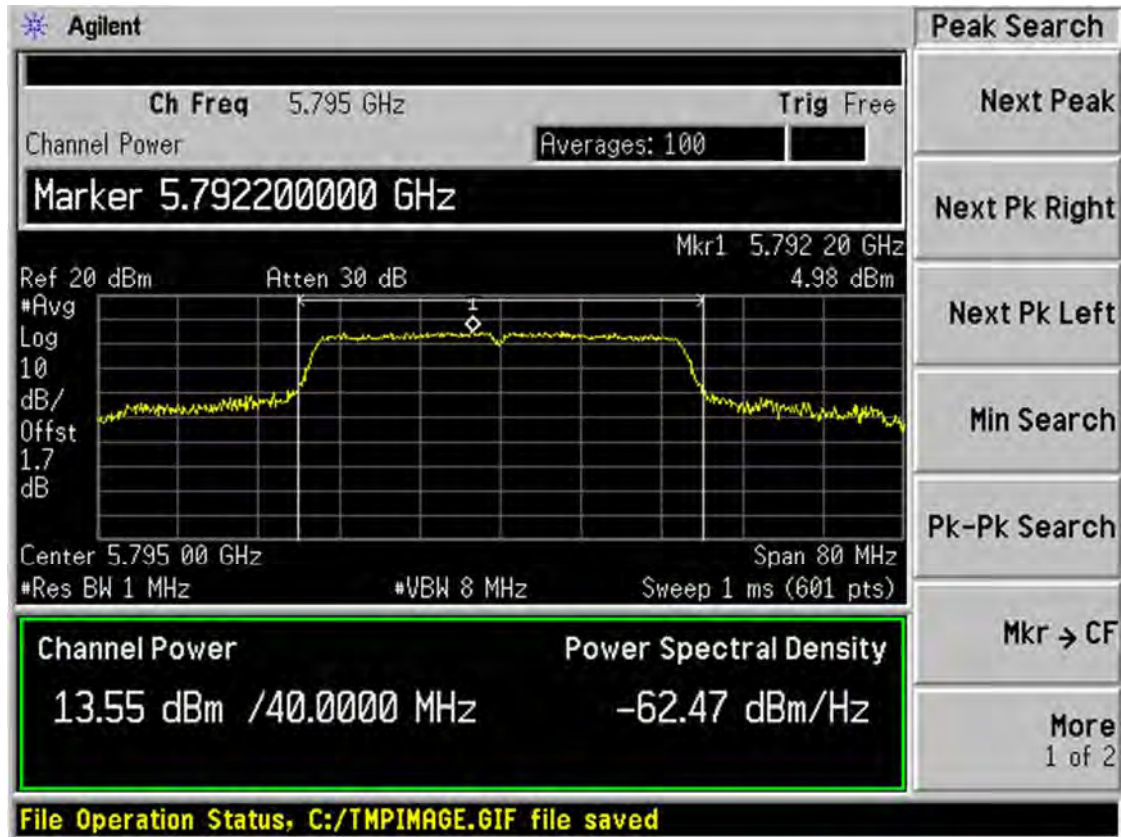 Agilent
Peak Search
Ch Freq 5.795 GHz
Trig Free
Channel Power
Averages: 100
Marker 5.792200000 GHz
Mkr1 5.792 20 GHz
Ref 20 dBm
Atten 30 dB
4.98 dBm
#Avg
Log
10
dB/
Offst
1.7
dB
1
Center 5.795 00 GHz
Span 80 MHz
#Res BW 1 MHz
#VBW 8 MHz
Sweep 1 ms (601 pts)
Channel Power
Power Spectral Density
13.55 dBm /40.0000 MHz
-62.47 dBm/Hz
File Operation Status, C:/TMPIMAGE.GIF file saved
Next Peak
Next Pk Right
Next Pk Left
Min Search
Pk-Pk Search
Mkr → CF
More
1 of 2